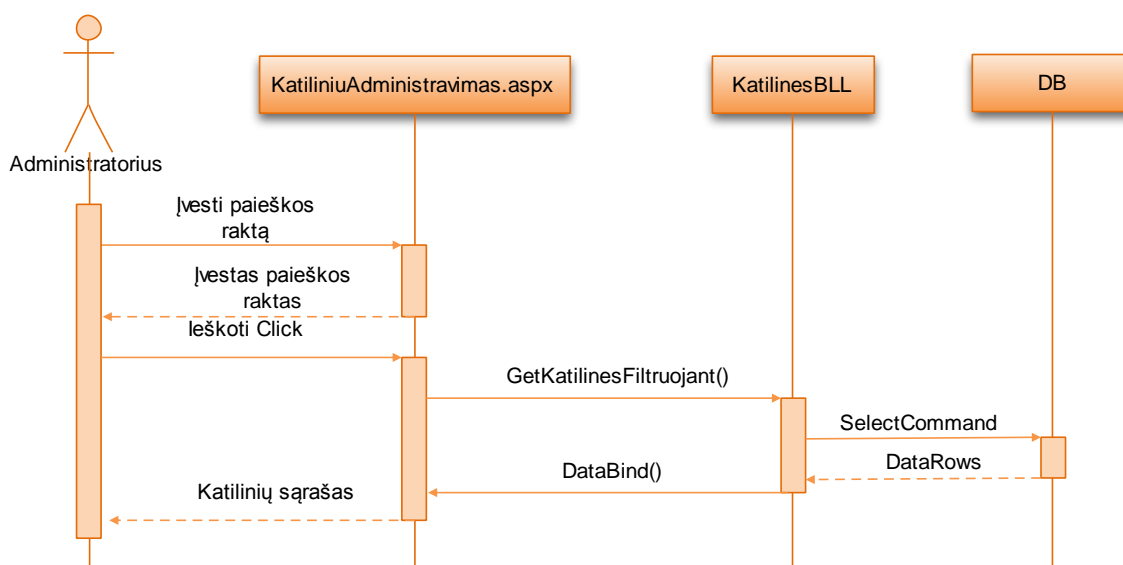 KatiliniuAdministravimas.aspx
KatilinesBLL
DB
Administratorius
Įvesti paieškos
raktą
Įvestas paieškos
raktas
Ieškoti Click
GetKatilinesFiltruojant()
SelectCommand
DataRows
DataBind()
Katilinių sąrašas